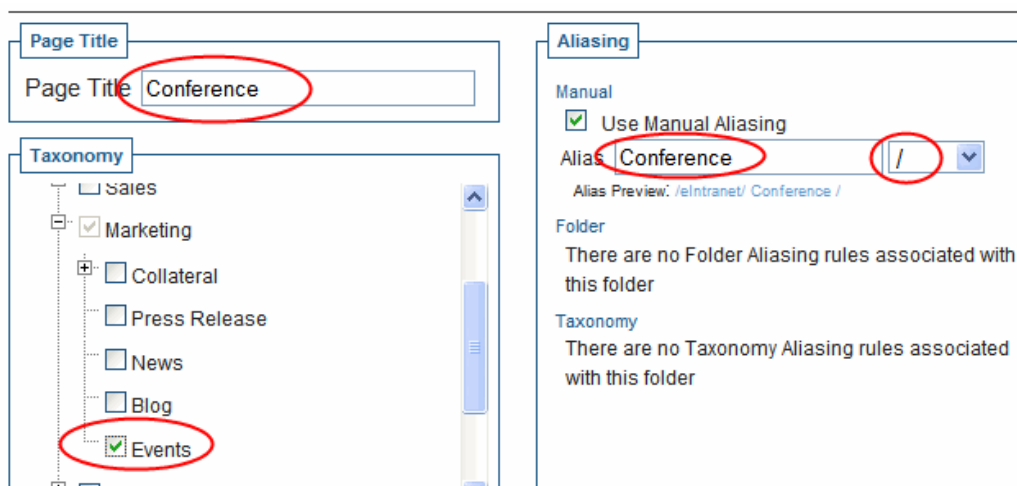 Page Title
Page Title Conference
Taxonomy
Sales
Marketing
Collateral
Press Release
News
Blog
Events
Aliasing
Manual
Use Manual Aliasing
Alias Conference /
Alias Preview: /eIntranet/ Conference /
Folder
There are no Folder Aliasing rules associated with
this folder
Taxonomy
There are no Taxonomy Aliasing rules associated
with this folder